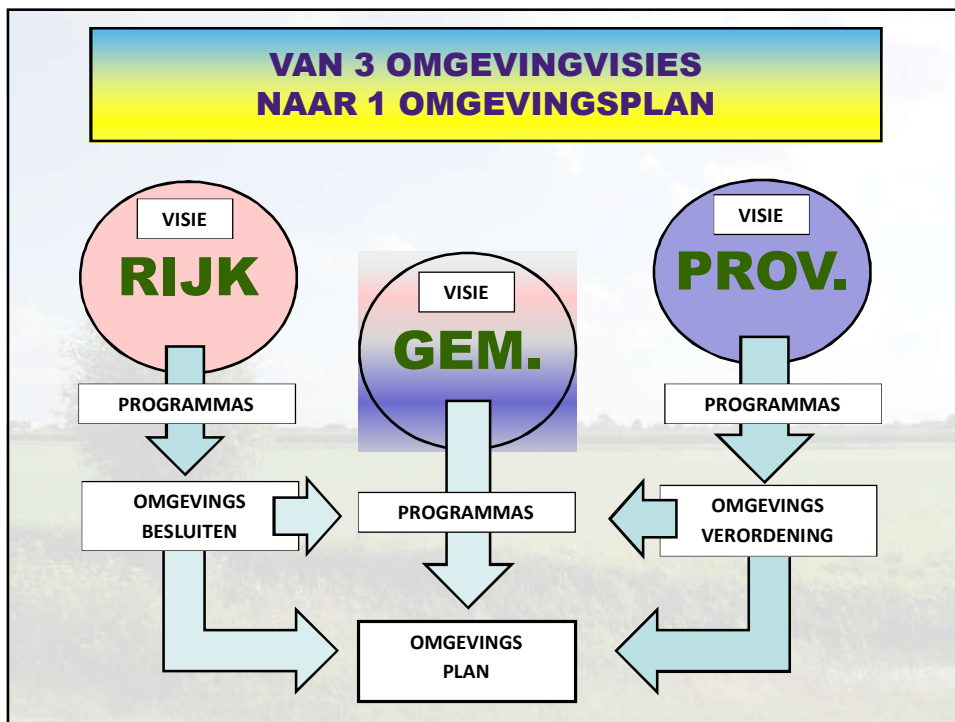 VAN 3 OMGEVINGVISIES
NAAR 1 OMGEVINGSPLAN
VISIE
RIJK
VISIE
GEM.
VISIE
PROV.
PROGRAMMAS
PROGRAMMAS
OMGEVINGS
BESLUITEN
PROGRAMMAS
OMGEVINGS
VERORDENING
OMGEVINGS
PLAN